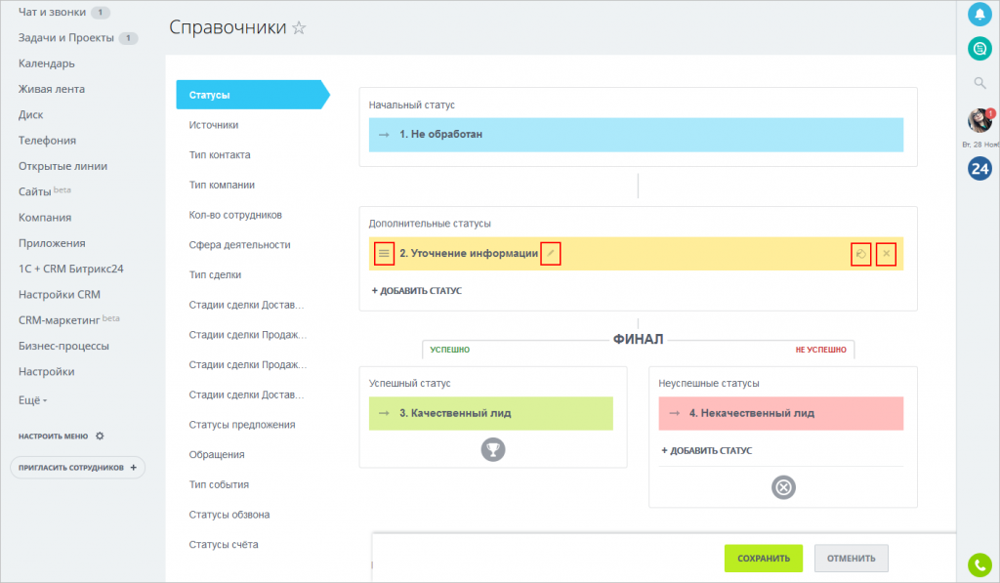 Чат и звонки 1
Задачи и Проекты 1
Календарь
Живая лента
Диск
Телефония
Открытые линии
Сайты beta
Компания
Приложения
1С + CRM Битрикс24
Настройки CRM
CRM-маркетинг beta
Бизнес-процессы
Настройки
Ещё
НАСТРОИТЬ МЕНЮ
ПРИГЛАСИТЬ СОТРУДНИКОВ +
Справочники
Статусы
Источники
Тип контакта
Тип компании
Кол-во сотрудников
Сфера деятельности
Тип сделки
Стадии сделки Достав...
Стадии сделки Продаж...
Стадии сделки Продаж...
Стадии сделки Достав...
Статусы предложения
Обращения
Тип события
Статусы обзвона
Статусы счёта
Начальный статус
→ 1. Не обработан
Дополнительные статусы
2. Уточнение информации
+ ДОБАВИТЬ СТАТУС
ФИНАЛ
УСПЕШНО
НЕ УСПЕШНО
Успешный статус
→ 3. Качественный лид
Неуспешные статусы
→ 4. Некачественный лид
+ ДОБАВИТЬ СТАТУС
СОХРАНИТЬ
ОТМЕНИТЬ
1
Вт, 28 Нояб
24